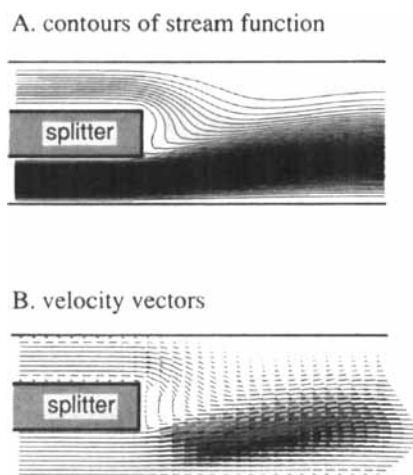 A. contours of stream function
splitter
B. velocity vectors
splitter